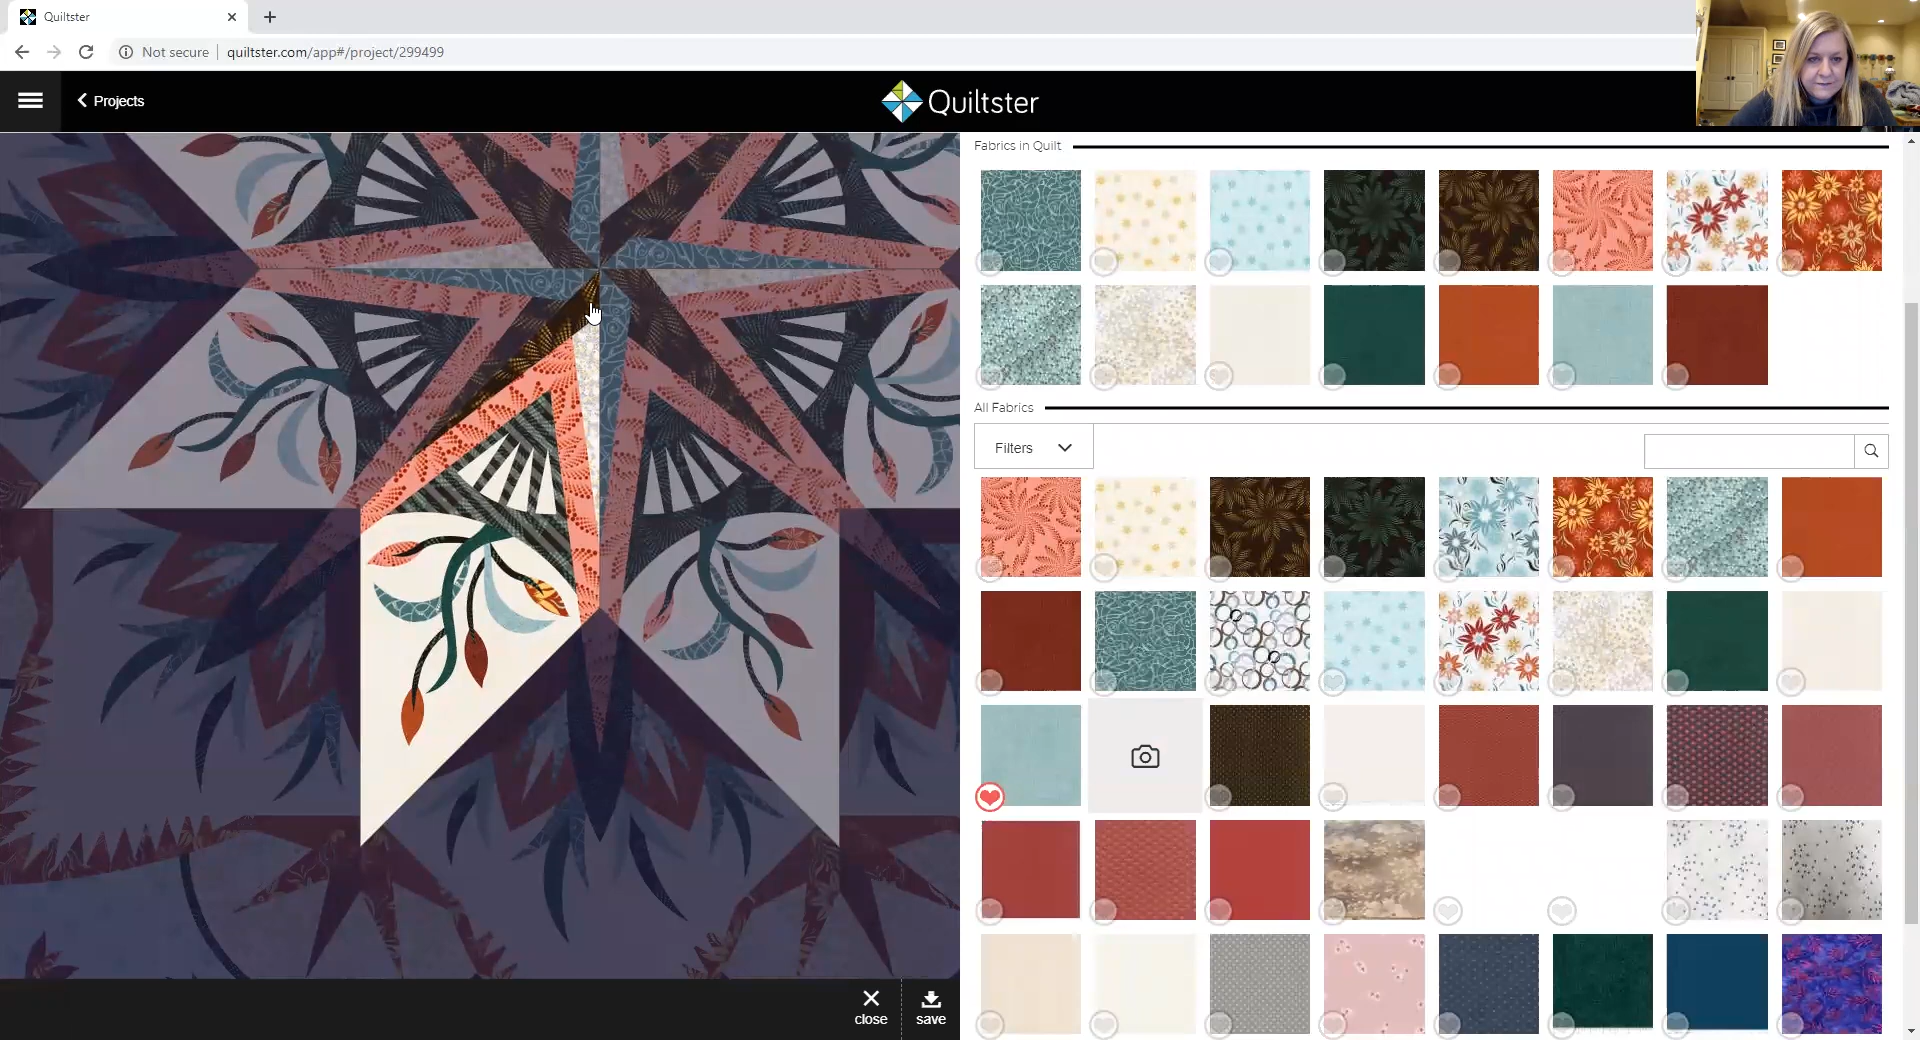 Quiltster
Not secure
quiltster.com/app#/project/299499
Projects
Quiltster
Fabrics in Quilt
All Fabrics
Filters
close
save